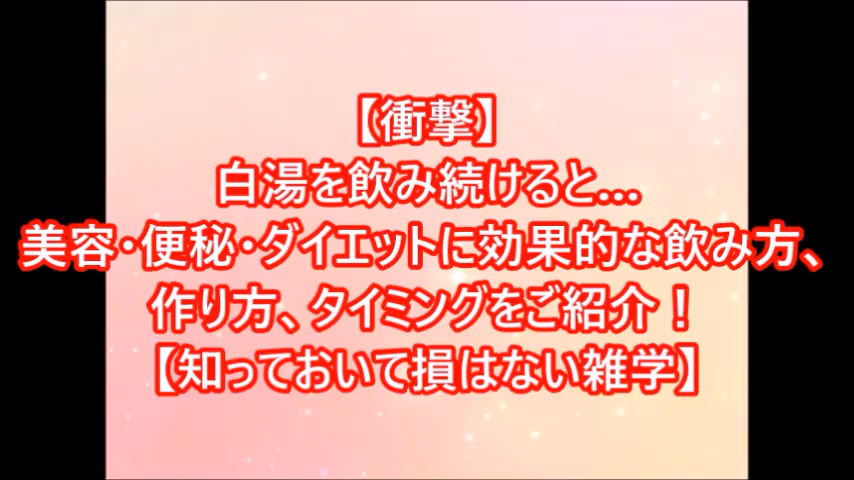 【衝撃】
白湯を飲み続けると…
美容・便秘・ダイエットに効果的な飲み方、
作り方、タイミングをご紹介！
【知っておいて損はない雑学】